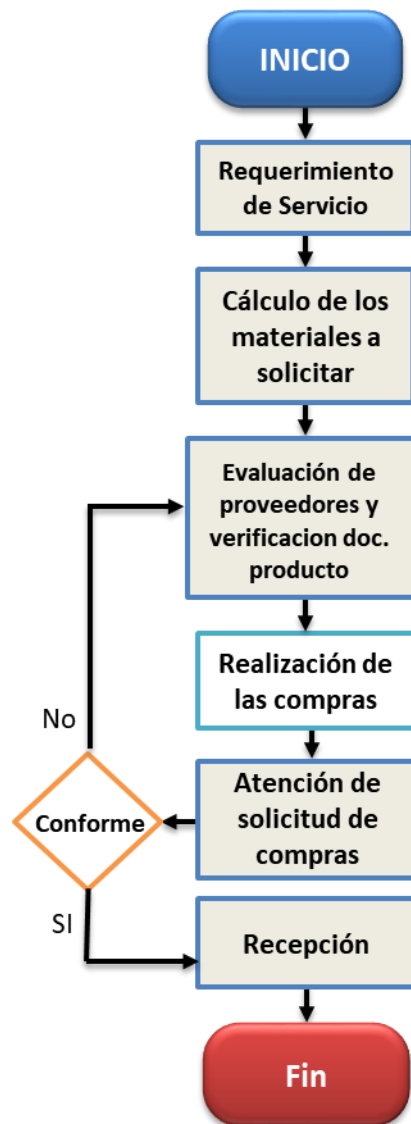 INICIO
Requerimiento
de Servicio
Cálculo de los
materiales a
solicitar
Evaluación de
proveedores y
verificacion doc.
producto
Realización de
las compras
No
Atención de
solicitud de
compras
Conforme
SI
Recepción
Fin